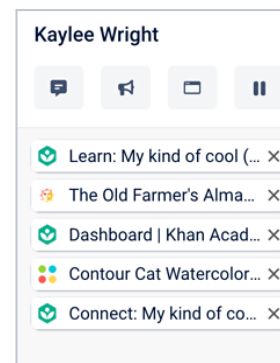 Kaylee Wright
Learn: My kind of cool (...
The Old Farmer's Alma...
Dashboard | Khan Acad...
Contour Cat Watercolor...
Connect: My kind of co...